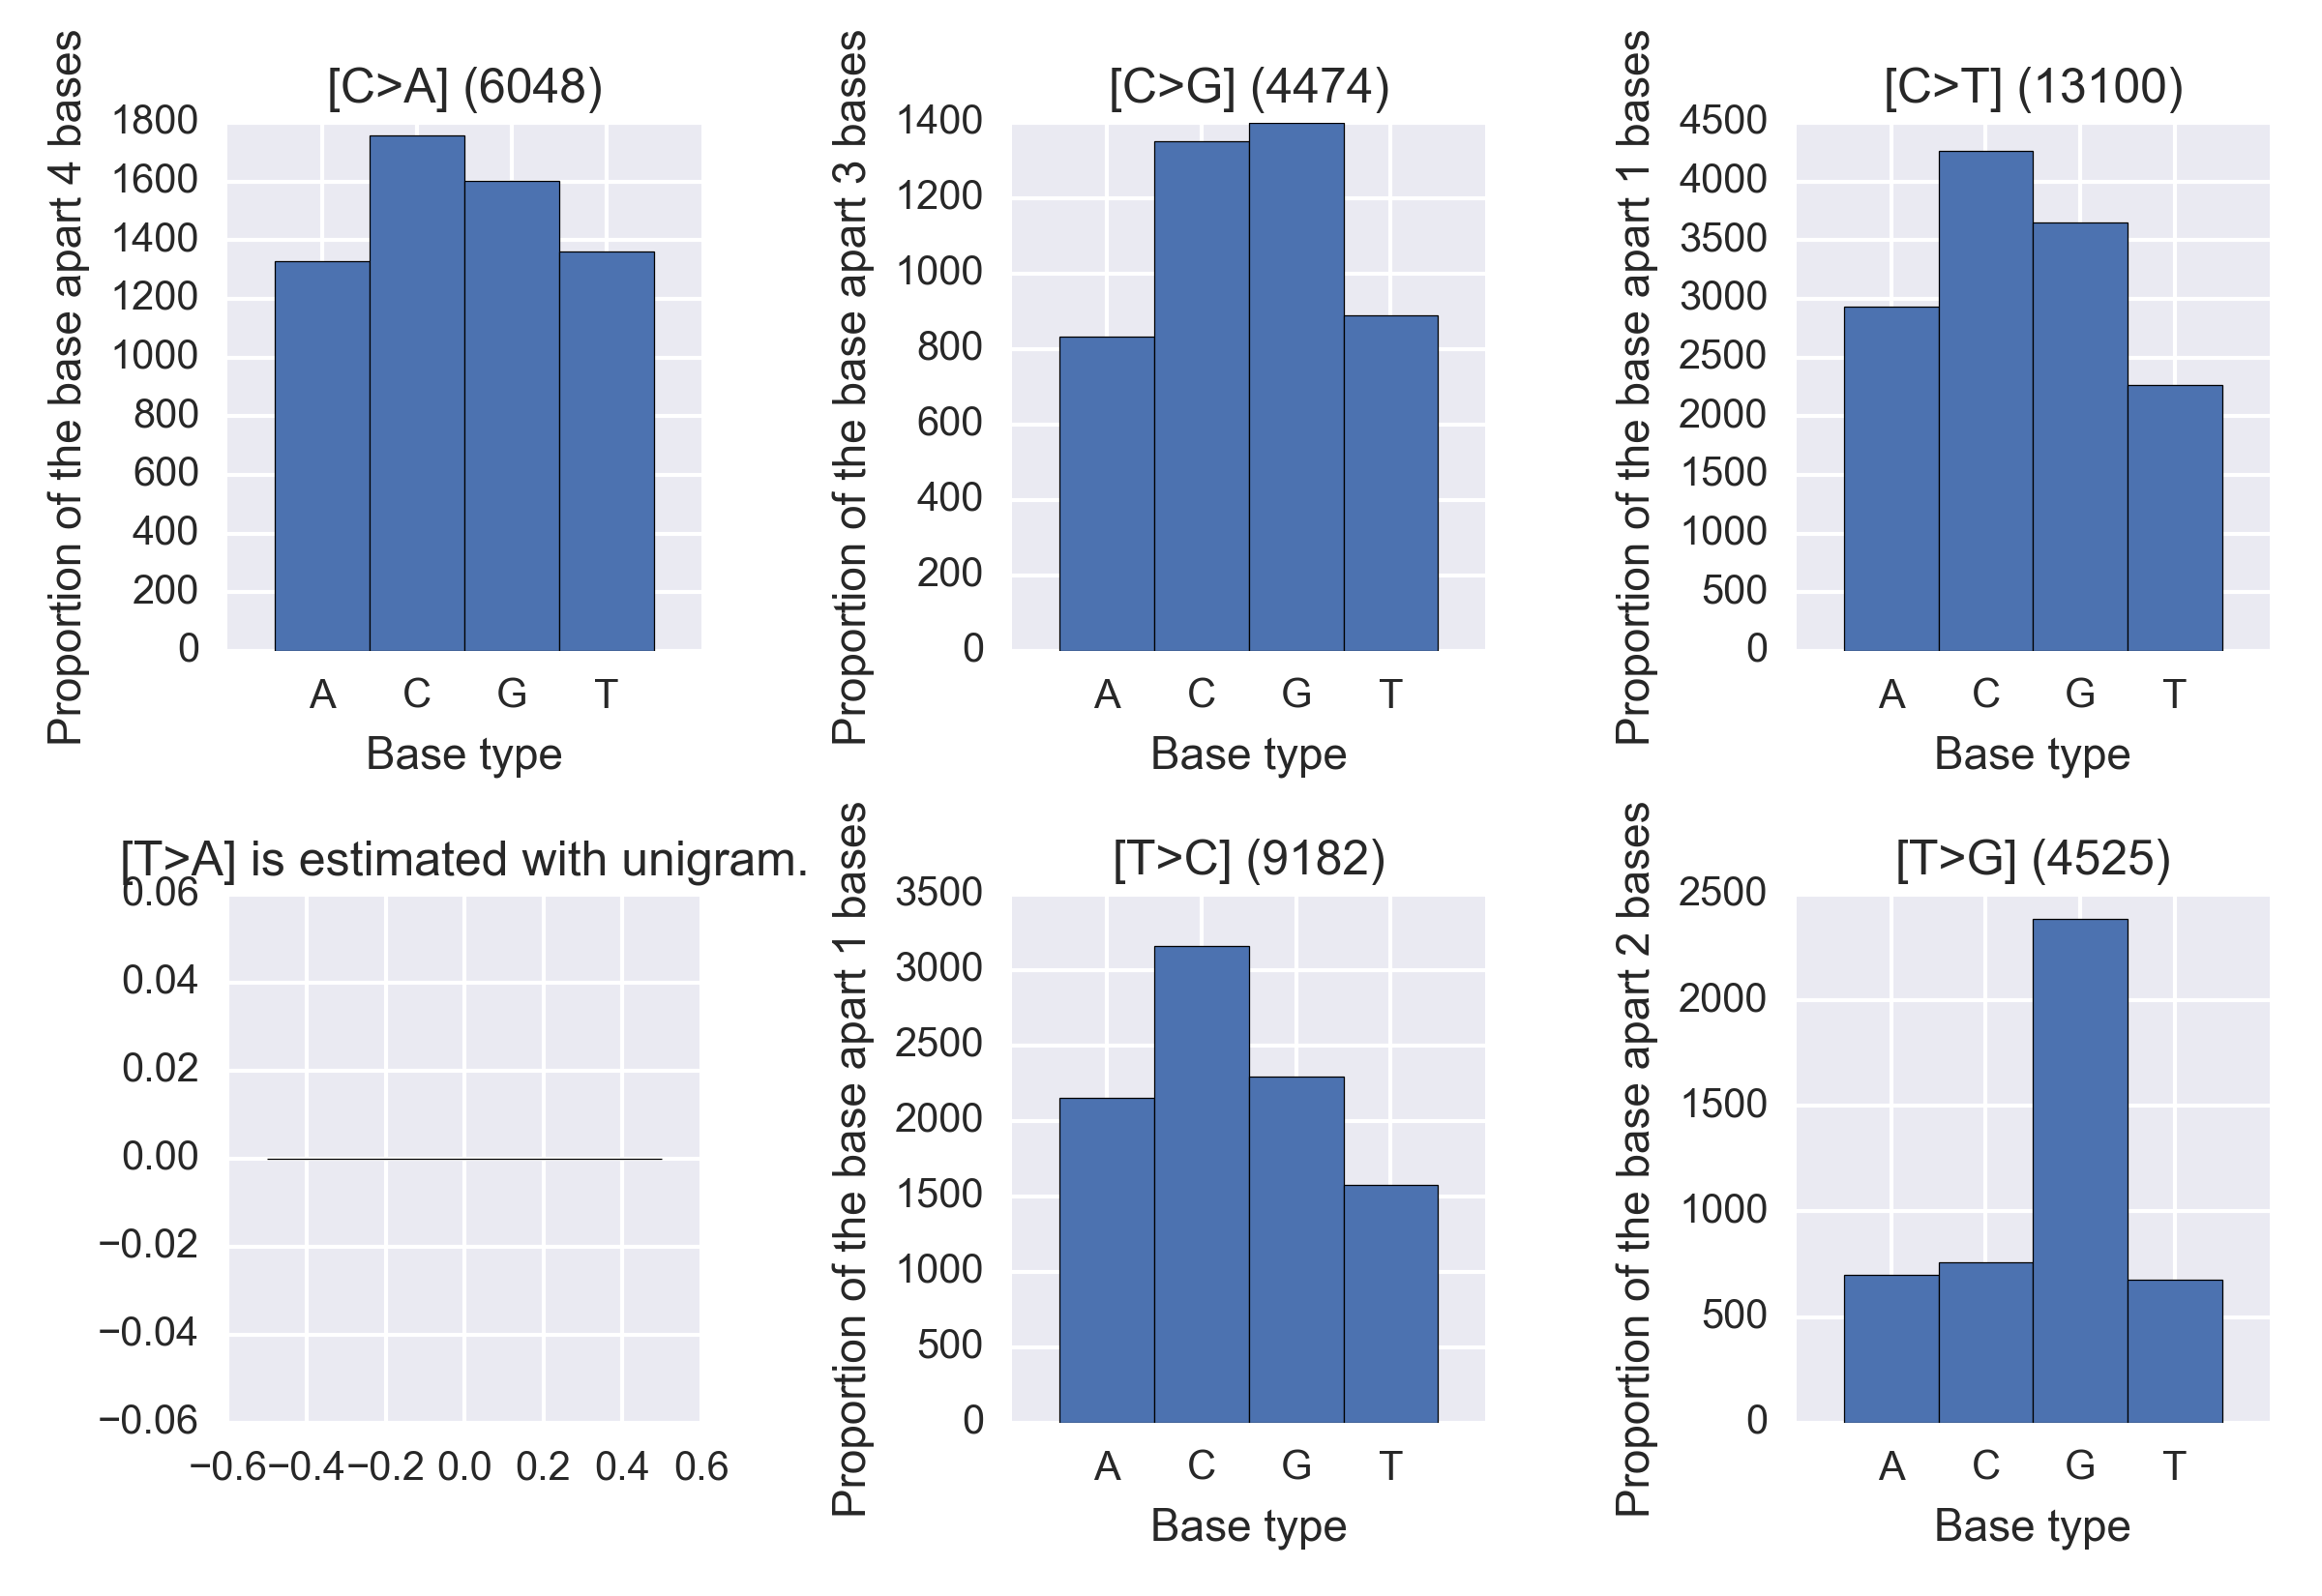 [C>A] (6048)
Proportion of the base apart 4 bases
1800
1600
1400
1200
1000
800
600
400
200
0
A C G T
Base type
[C>G] (4474)
Proportion of the base apart 3 bases
1400
1200
1000
800
600
400
200
0
A C G T
Base type
[C>T] (13100)
Proportion of the base apart 1 bases
4500
4000
3500
3000
2500
2000
1500
1000
500
0
A C G T
Base type
[T>A] is estimated with unigram.
0.06
0.04
0.02
0.00
−0.02
−0.04
−0.06
−0.6 −0.4 −0.2 0.0 0.2 0.4 0.6
[T>C] (9182)
Proportion of the base apart 1 bases
3500
3000
2500
2000
1500
1000
500
0
A C G T
Base type
[T>G] (4525)
Proportion of the base apart 2 bases
2500
2000
1500
1000
500
0
A C G T
Base type